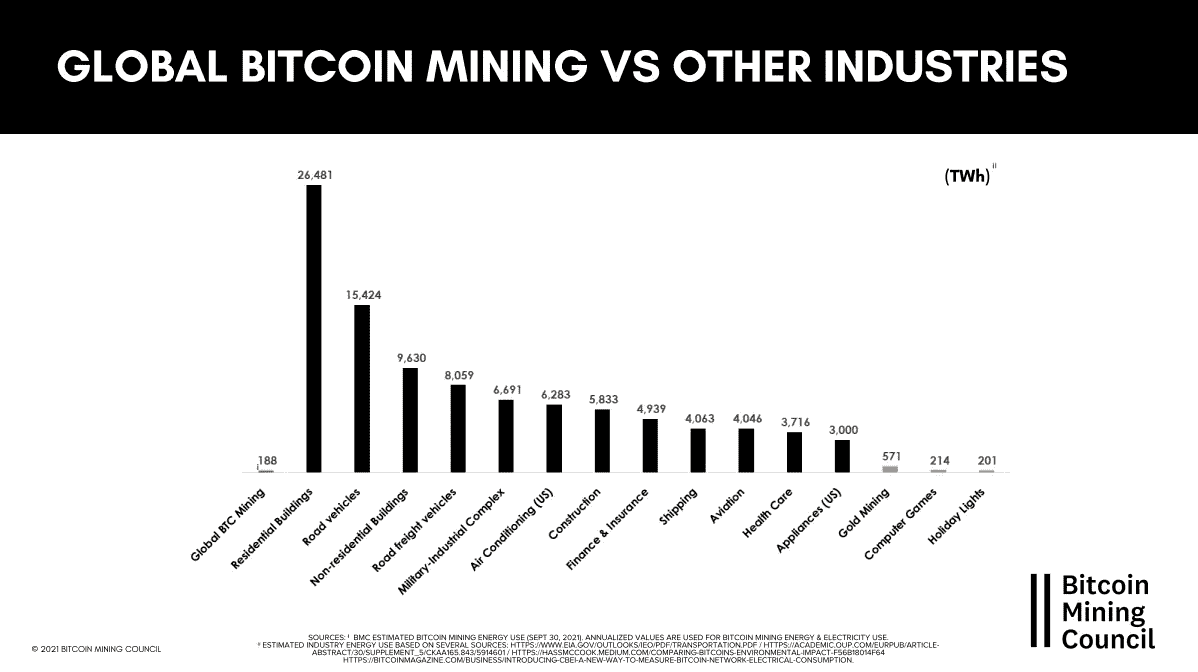 GLOBAL BITCOIN MINING VS OTHER INDUSTRIES
(TWh) ii
26,481
15,424
9,630
8,059
6,691
6,283
5,833
4,939
4,063
4,046
3,716
3,000
571
214
201
i188
Global BTC Mining
Residential Buildings
Road vehicles
Non-residential Buildings
Road freight vehicles
Military-Industrial Complex
Air Conditioning (US)
Construction
Finance & Insurance
Shipping
Aviation
Health Care
Appliances (US)
Gold Mining
Computer Games
Holiday Lights
Bitcoin
Mining
Council
© 2021 BITCOIN MINING COUNCIL
SOURCES: i BMC ESTIMATED BITCOIN MINING ENERGY USE (SEPT 30, 2021). ANNUALIZED VALUES ARE USED FOR BITCOIN MINING ENERGY & ELECTRICITY USE.
ii ESTIMATED INDUSTRY ENERGY USE BASED ON SEVERAL SOURCES: HTTPS://WWW.EIA.GOV/OUTLOOKS/IEO/PDF/TRANSPORTATION.PDF / HTTPS://ACADEMIC.OUP.COM/EURPUB/ARTICLE-
ABSTRACT/30/SUPPLEMENT_5/CKAA165.843/5914601 / HTTPS://HASSMCCOOK.MEDIUM.COM/COMPARING-BITCOINS-ENVIRONMENTAL-IMPACT-F56B18014F64
HTTPS://BITCOINMAGAZINE.COM/BUSINESS/INTRODUCING-CBEI-A-NEW-WAY-TO-MEASURE-BITCOIN-NETWORK-ELECTRICAL-CONSUMPTION.